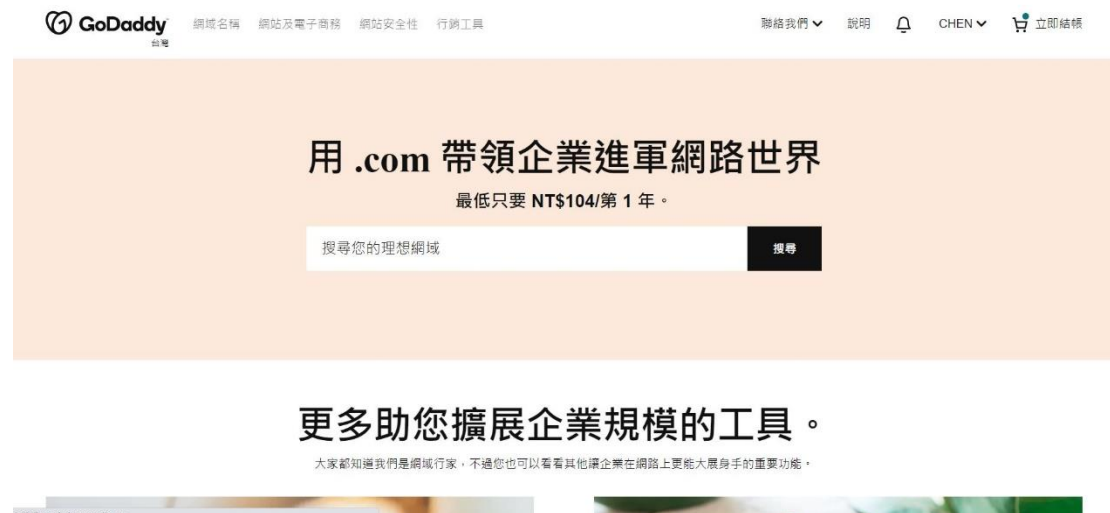 GoDaddy
台灣
網域名稱 網站及電子商務 網站安全性 行銷工具
聯絡我們 說明 CHEN 立即結帳
用 .com 帶領企業進軍網路世界
最低只要 NT$104/第 1 年。
搜尋您的理想網域 搜尋
更多助您擴展企業規模的工具。
大家都知道我們是網域行家，不過您也可以看看其他讓企業在網路上更能大展身手的重要功能。